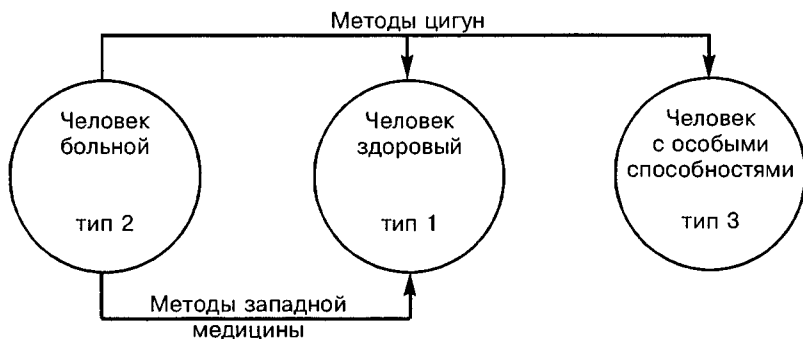 Методы цигун
Человек
больной
тип 2
Человек
здоровый
тип 1
Человек
с особыми
способностями
тип 3
Методы западной
медицины